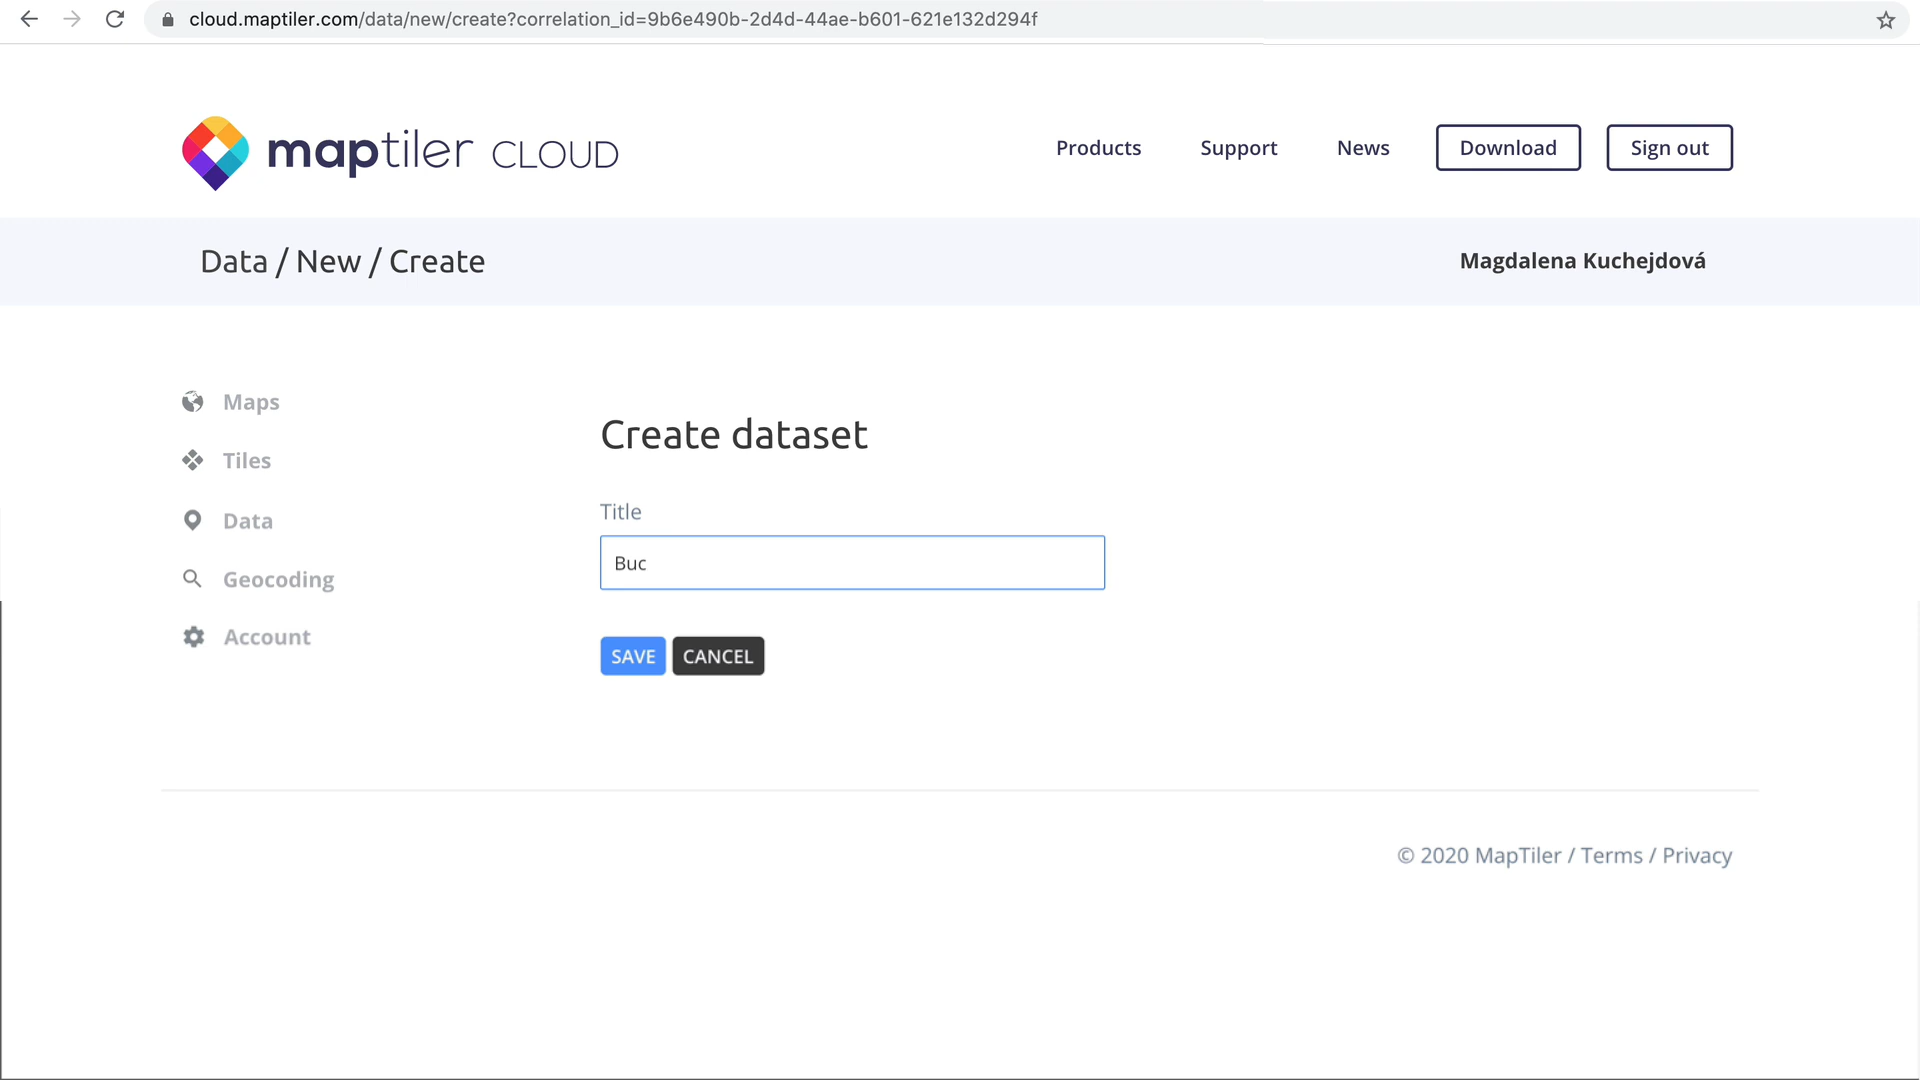 cloud.maptiler.com/data/new/create?correlation_id=9b6e490b-2d4d-44ae-b601-621e132d294f
maptiler CLOUD
Products
Support
News
Download
Sign out
Data / New / Create
Magdalena Kuchejdová
Maps
Tiles
Data
Geocoding
Account
Create dataset
Title
Buc
SAVE
CANCEL
© 2020 MapTiler / Terms / Privacy